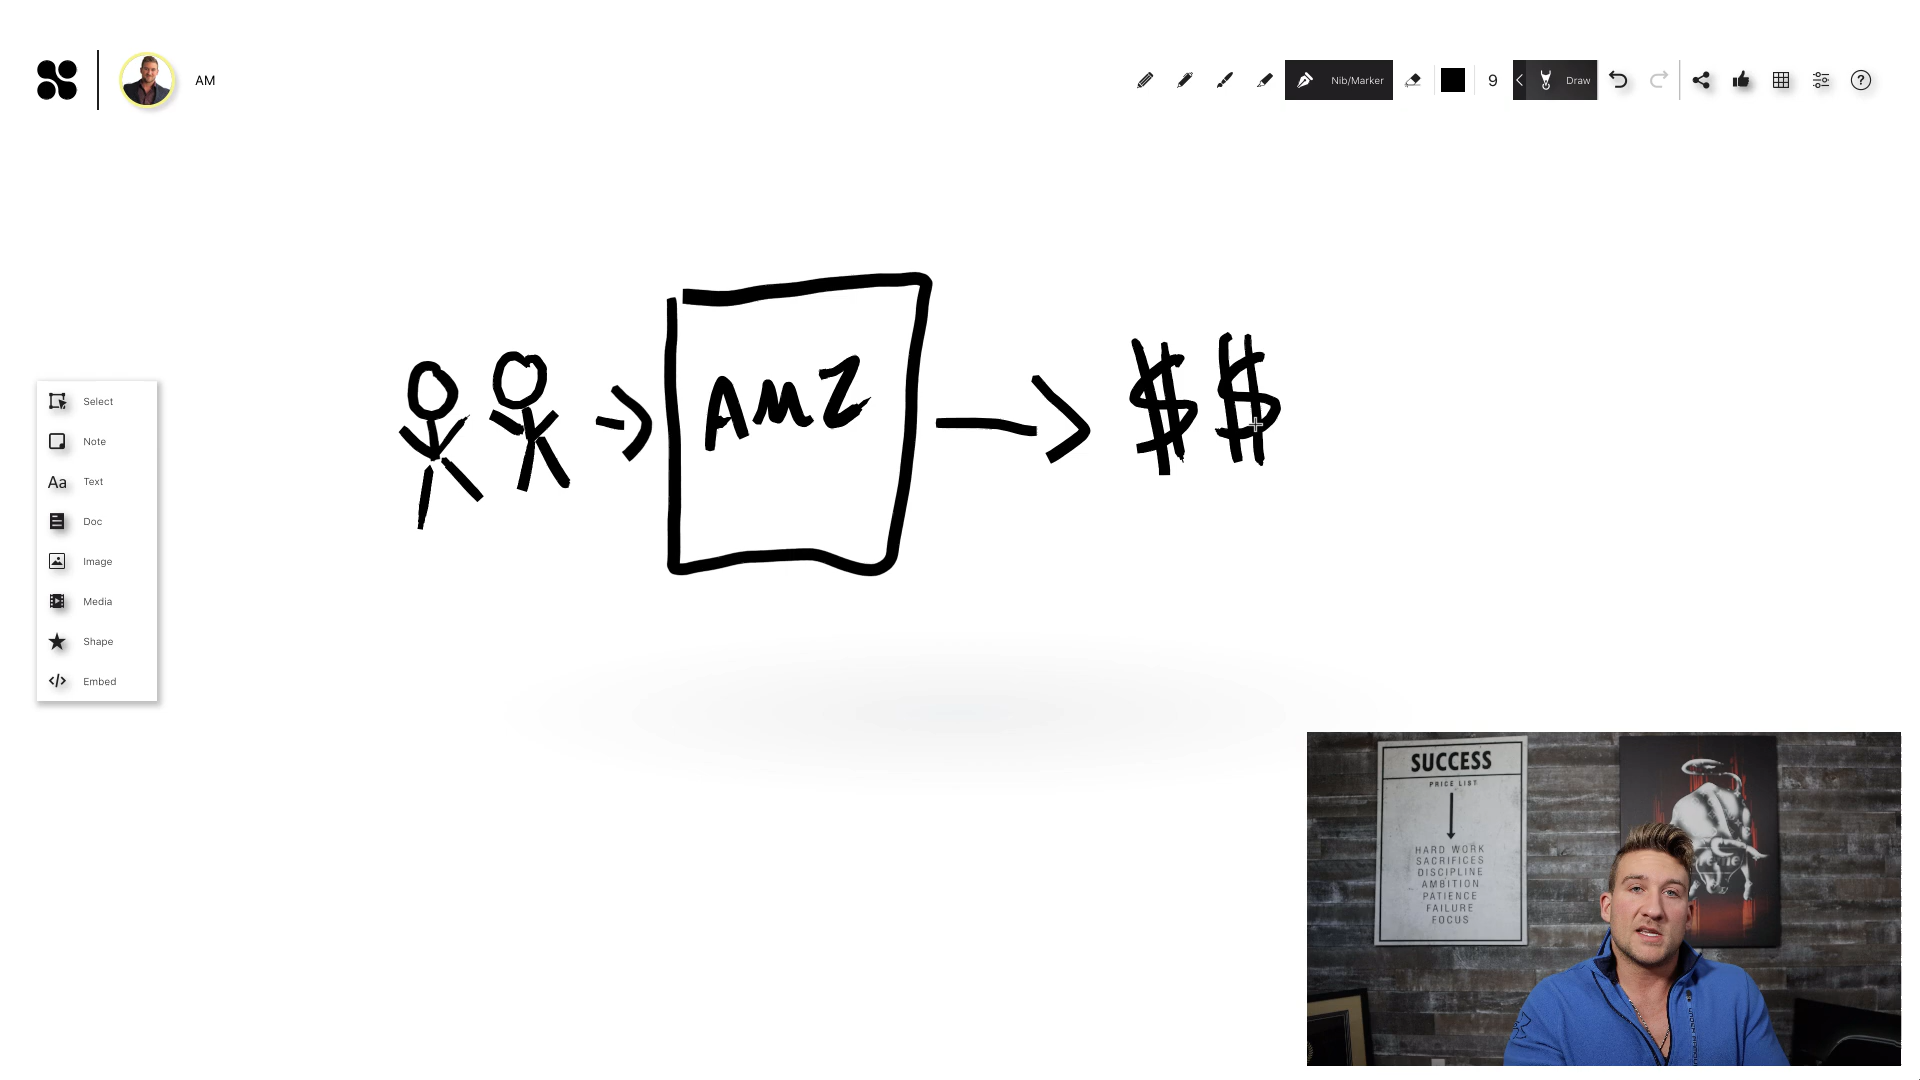 AM
Nib/Marker
9
Draw
?
Select
Note
Aa Text
Doc
Image
Media
Shape
</> Embed
AMZ
$$
SUCCESS
PRICE LIST
HARD WORK
SACRIFICES
DISCIPLINE
AMBITION
PATIENCE
FAILURE
FOCUS